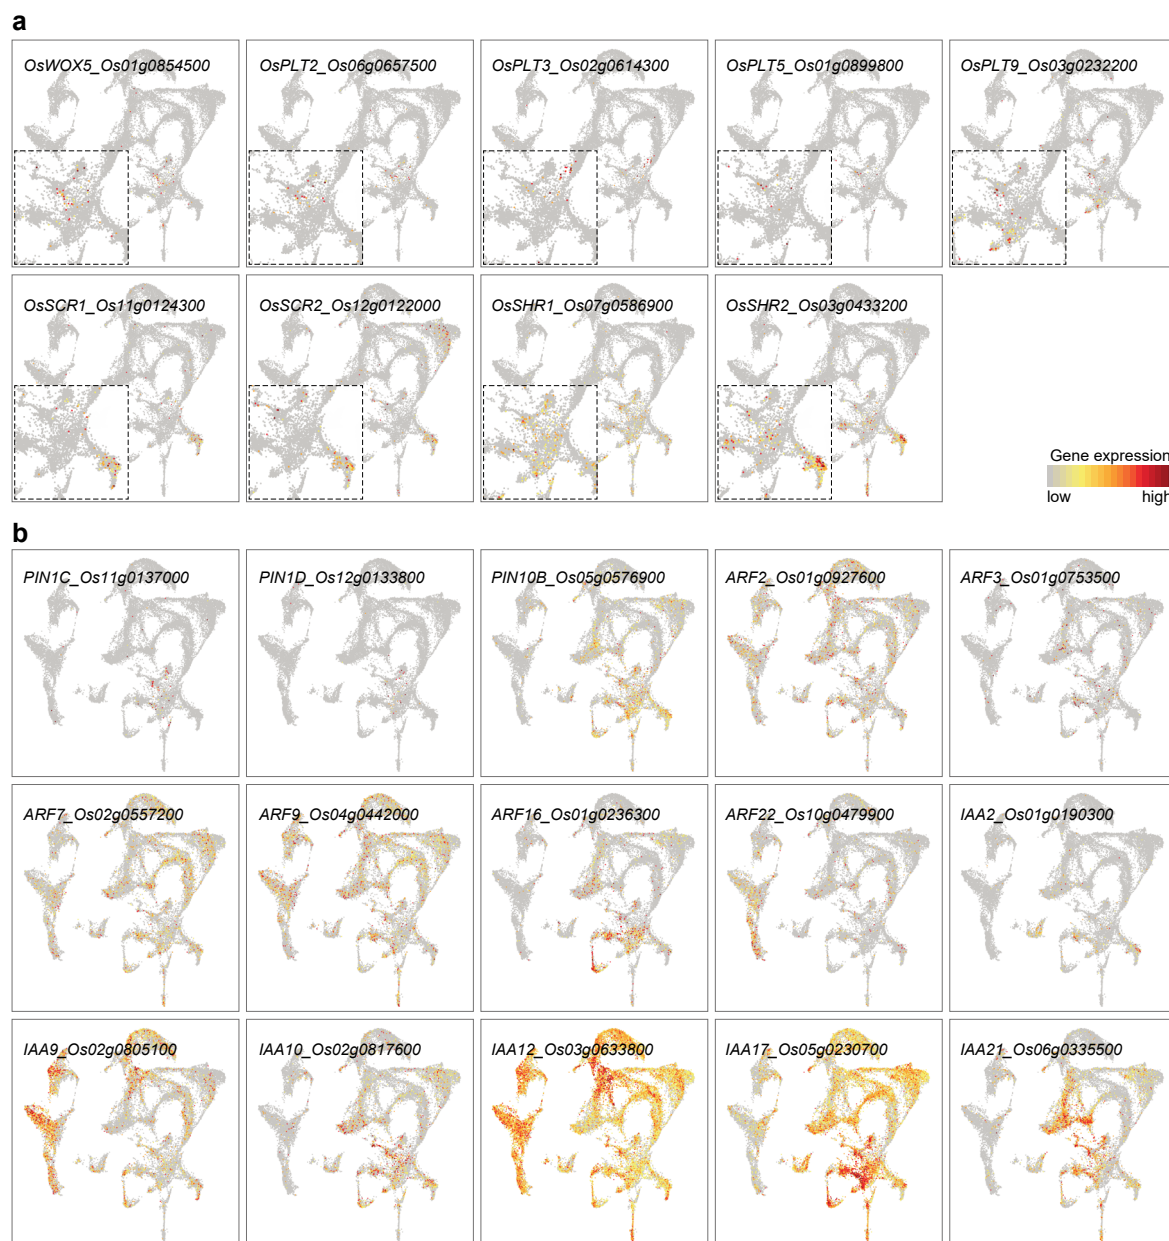 a
OsWOX5_Os01g0854500
OsPLT2_Os06g0657500
OsPLT3_Os02g0614300
OsPLT5_Os01g0899800
OsPLT9_Os03g0232200
OsSCR1_Os11g0124300
OsSCR2_Os12g0122000
OsSHR1_Os07g0586900
OsSHR2_Os03g0433200
Gene expression
low high
b
PIN1C_Os11g0137000
PIN1D_Os12g0133800
PIN10B_Os05g0576900
ARF2_Os01g0927600
ARF3_Os01g0753500
ARF7_Os02g0557200
ARF9_Os04g0442000
ARF16_Os01g0236300
ARF22_Os10g0479900
IAA2_Os01g0190300
IAA9_Os02g0805100
IAA10_Os02g0817600
IAA12_Os03g0633800
IAA17_Os05g0230700
IAA21_Os06g0335500